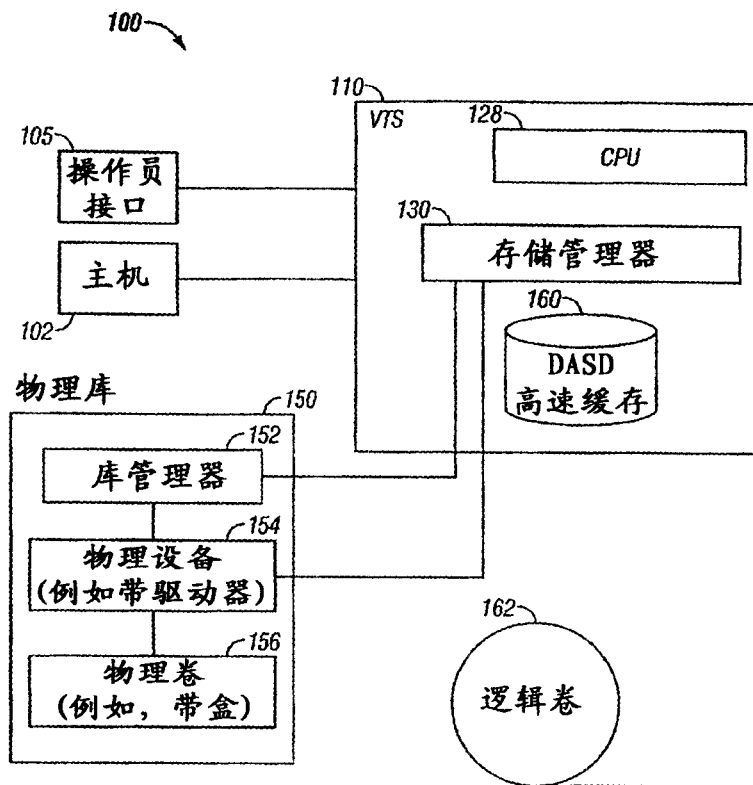 100
110
VTS
128
CPU
105
操作员
接口
130
存储管理器
主机
102
160
DASD
高速缓存
物理库
150
152
库管理器
154
物理设备
(例如带驱动器)
156
物理卷
(例如, 带盒)
162
逻辑卷